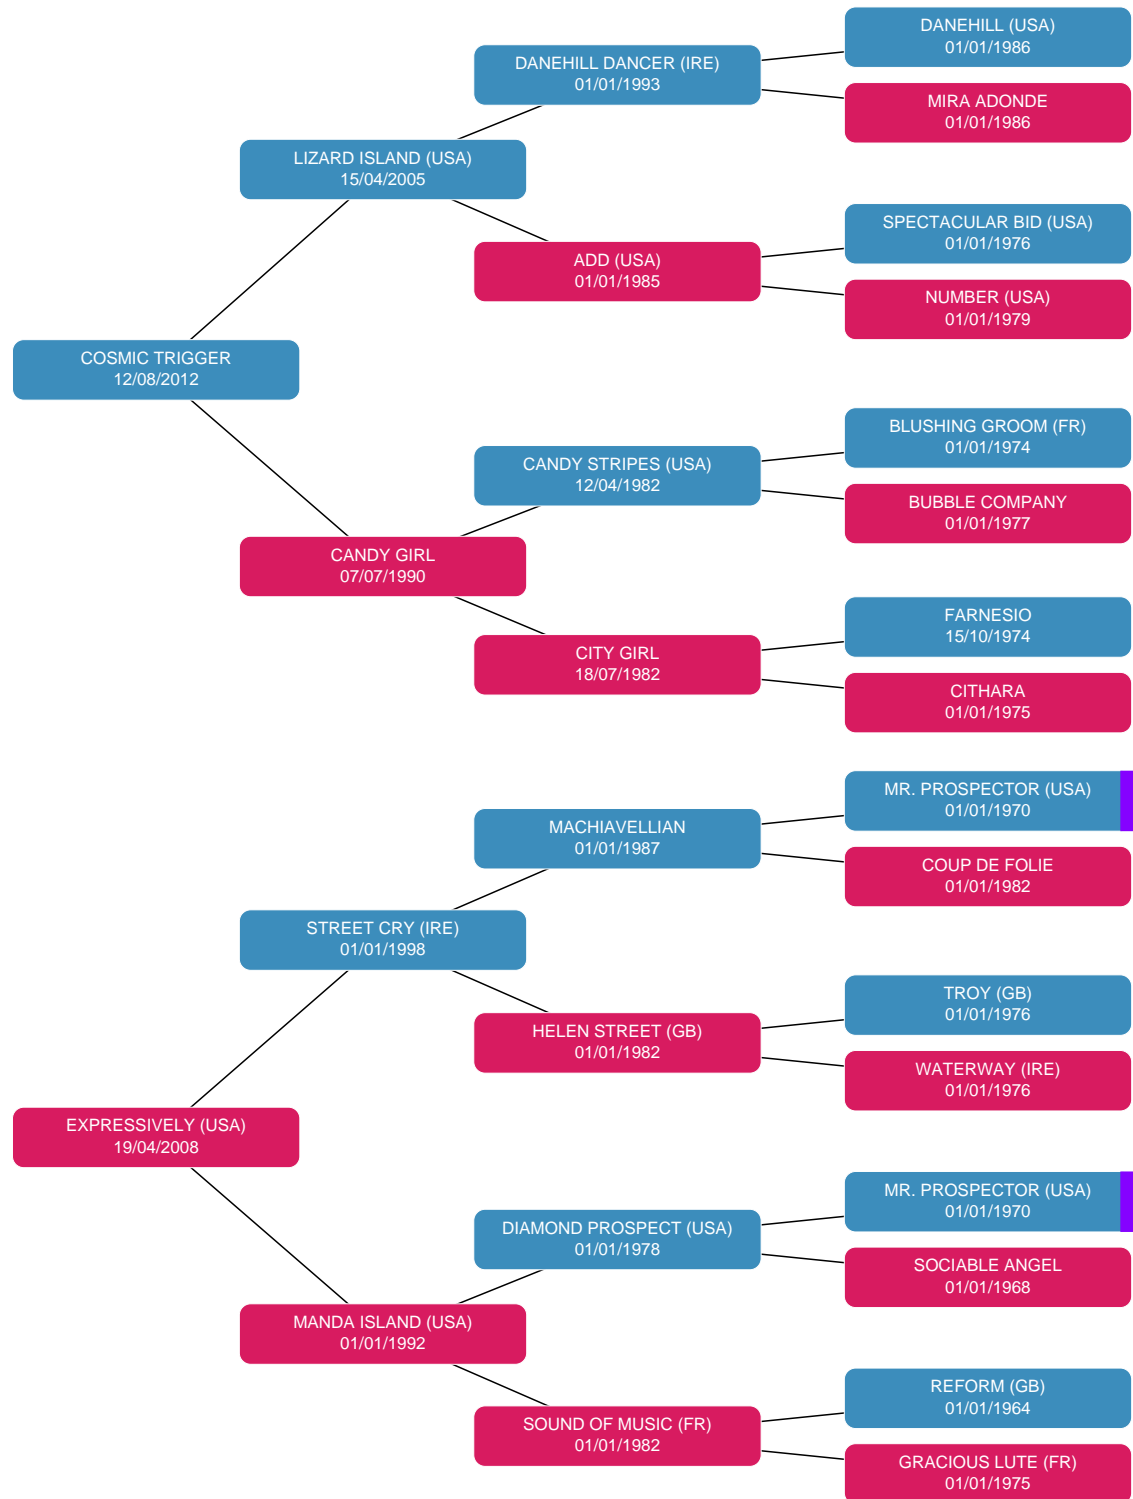 DANEHILL (USA)
01/01/1986
DANEHILL DANCER (IRE)
01/01/1993
MIRA ADONDE
01/01/1986
LIZARD ISLAND (USA)
15/04/2005
SPECTACULAR BID (USA)
01/01/1976
ADD (USA)
01/01/1985
NUMBER (USA)
01/01/1979
COSMIC TRIGGER
12/08/2012
BLUSHING GROOM (FR)
01/01/1974
CANDY STRIPES (USA)
12/04/1982
BUBBLE COMPANY
01/01/1977
CANDY GIRL
07/07/1990
FARNESIO
15/10/1974
CITY GIRL
18/07/1982
CITHARA
01/01/1975
MR. PROSPECTOR (USA)
01/01/1970
MACHIAVELLIAN
01/01/1987
COUP DE FOLIE
01/01/1982
STREET CRY (IRE)
01/01/1998
TROY (GB)
01/01/1976
HELEN STREET (GB)
01/01/1982
WATERWAY (IRE)
01/01/1976
EXPRESSIVELY (USA)
19/04/2008
MR. PROSPECTOR (USA)
01/01/1970
DIAMOND PROSPECT (USA)
01/01/1978
SOCIABLE ANGEL
01/01/1968
MANDA ISLAND (USA)
01/01/1992
REFORM (GB)
01/01/1964
SOUND OF MUSIC (FR)
01/01/1982
GRACIOUS LUTE (FR)
01/01/1975